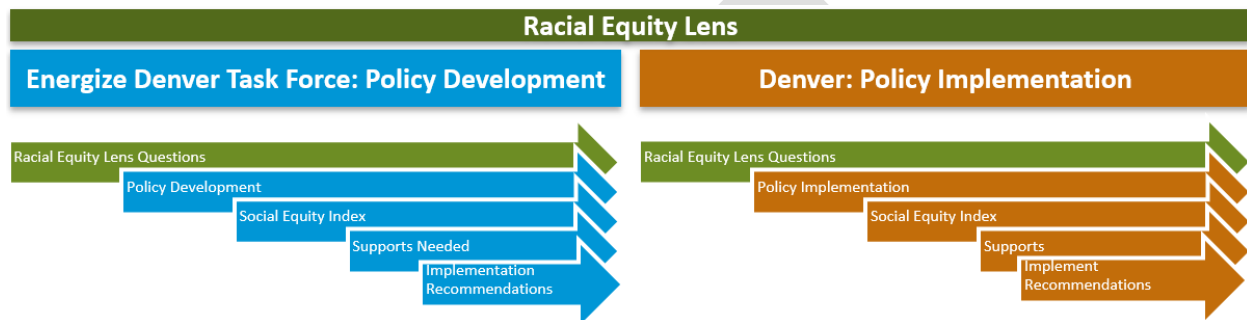 Racial Equity Lens
Energize Denver Task Force: Policy Development
Denver: Policy Implementation
Racial Equity Lens Questions
Policy Development
Social Equity Index
Supports Needed
Implementation
Recommendations
Racial Equity Lens Questions
Policy Implementation
Social Equity Index
Supports
Implement
Recommendations